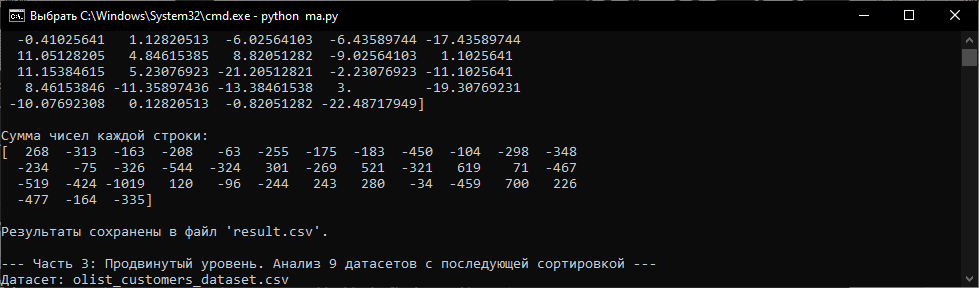 Выбрать C:\Windows\System32\cmd.exe - python ma.py
-0.41025641 1.12820513 -6.02564103 -6.43589744 -17.43589744
11.05128205 4.84615385 8.82051282 -9.02564103 1.1025641
11.15384615 5.23076923 -21.20512821 -2.23076923 -11.1025641
8.46153846 -11.35897436 -13.38461538 3. -19.30769231
-10.07692308 0.12820513 -0.82051282 -22.48717949]
Сумма чисел каждой строки:
[ 268 -313 -163 -208 -63 -255 -175 -183 -450 -104 -298 -348
-234 -75 -326 -544 -324 301 -269 521 -321 619 71 -467
-519 -424 -1019 120 -96 -244 243 280 -34 -459 700 226
-477 -164 -335]
Результаты сохранены в файл 'result.csv'.
--- Часть 3: Продвинутый уровень. Анализ 9 датасетов с последующей сортировкой ---
Датасет: olist_customers_dataset.csv